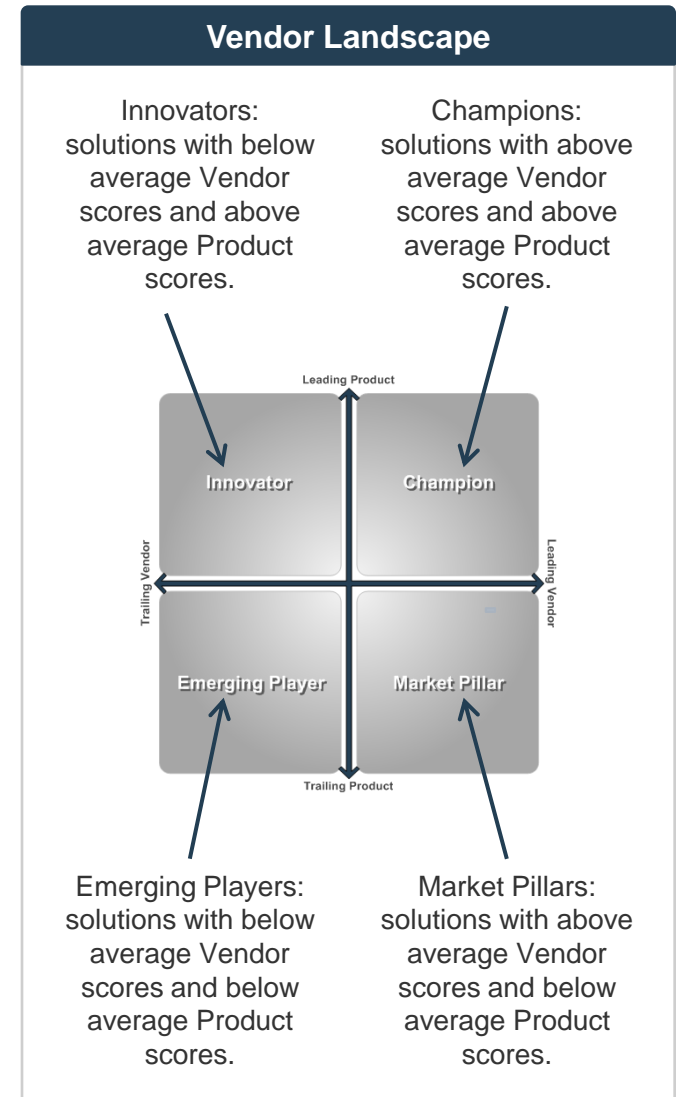 Vendor Landscape
Innovators:
solutions with below
average Vendor
scores and above
average Product
scores.
Champions:
solutions with above
average Vendor
scores and above
average Product
scores.
Leading Product
Innovator
Champion
Trailing Vendor
Leading Vendor
Emerging Player
Market Pillar
Trailing Product
Emerging Players:
solutions with below
average Vendor
scores and below
average Product
scores.
Market Pillars:
solutions with above
average Vendor
scores and below
average Product
scores.